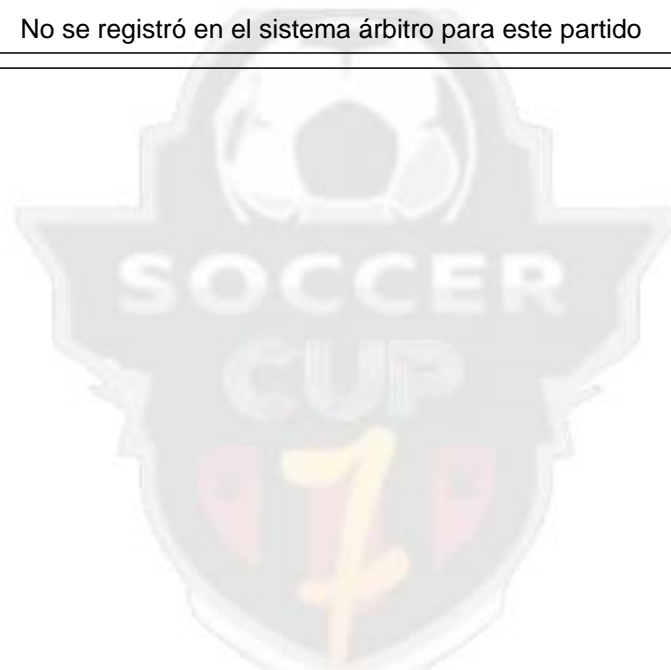 No se registró en el sistema árbitro para este partido
SOCCER
CUP
7